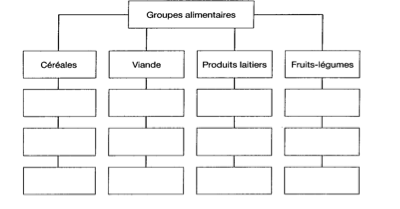 Groupes alimentaires
Céréales
Viande
Produits laitiers
Fruits-légumes